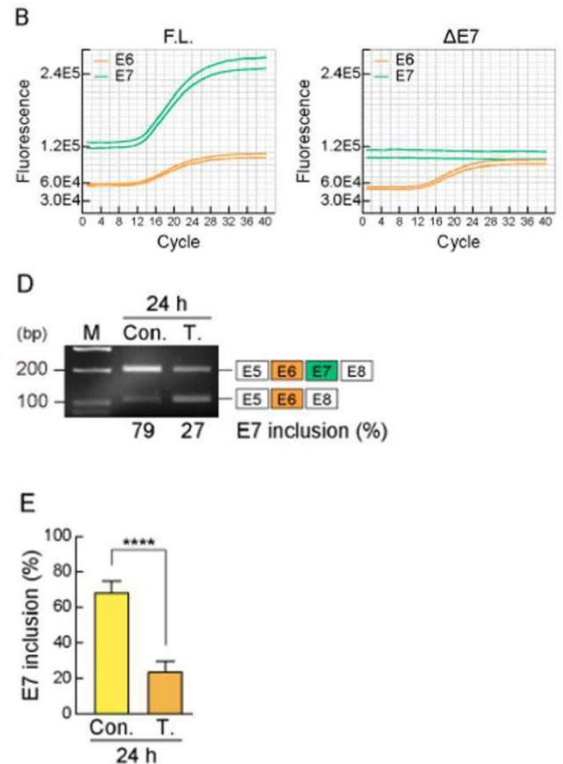 B
F.L.
ΔE7
E6
E7
2.4E5
1.2E5
6.0E4
3.0E4
Fluorescence
0 4 8 12 16 20 24 28 32 36 40
Cycle
E6
E7
2.4E5
1.2E5
6.0E4
3.0E4
Fluorescence
0 4 8 12 16 20 24 28 32 36 40
Cycle
D
24 h
(bp) M Con. T.
200 E5 E6 E7 E8
100 E5 E6 E8
79 27 E7 inclusion (%)
E
100
80
60
40
20
0
E7 inclusion (%)
****
Con. T.
24 h